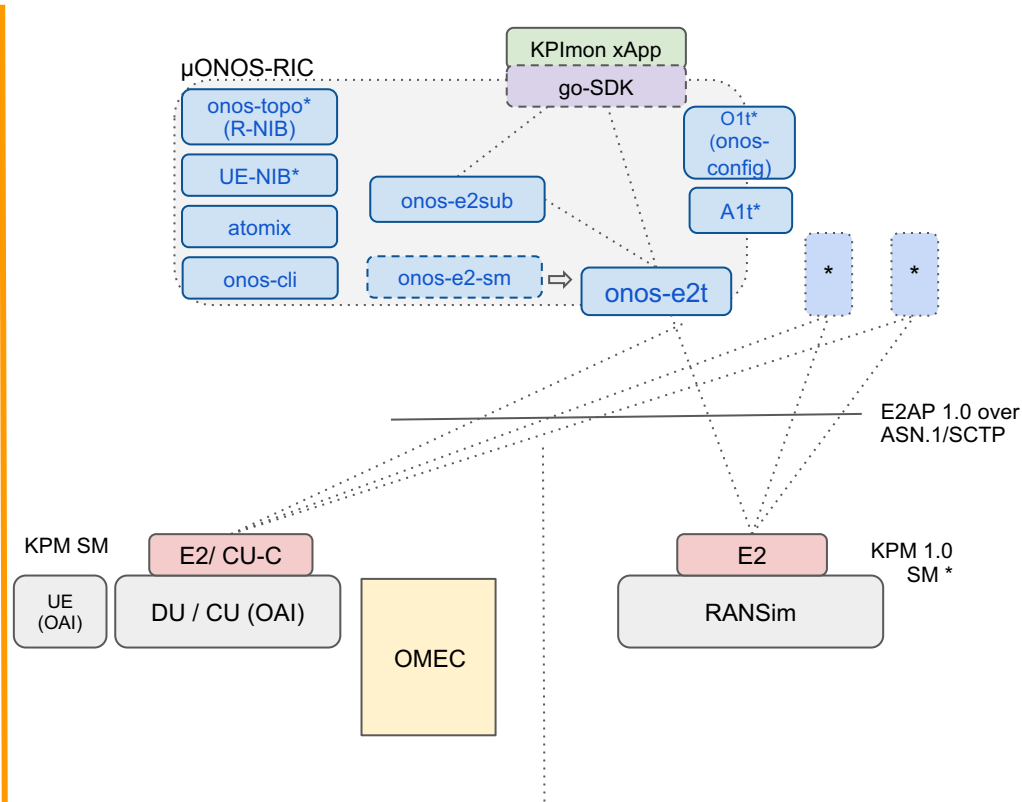 KPImon xApp
μONOS-RIC
go-SDK
onos-topo*
(R-NIB)
O1t*
(onos-
config)
UE-NIB*
onos-e2sub
A1t*
atomix
onos-cli
onos-e2-sm
onos-e2t
*
*
E2AP 1.0 over
ASN.1/SCTP
KPM SM
E2/ CU-C
E2
KPM 1.0
SM *
UE
(OAI)
DU / CU (OAI)
RANSim
OMEC